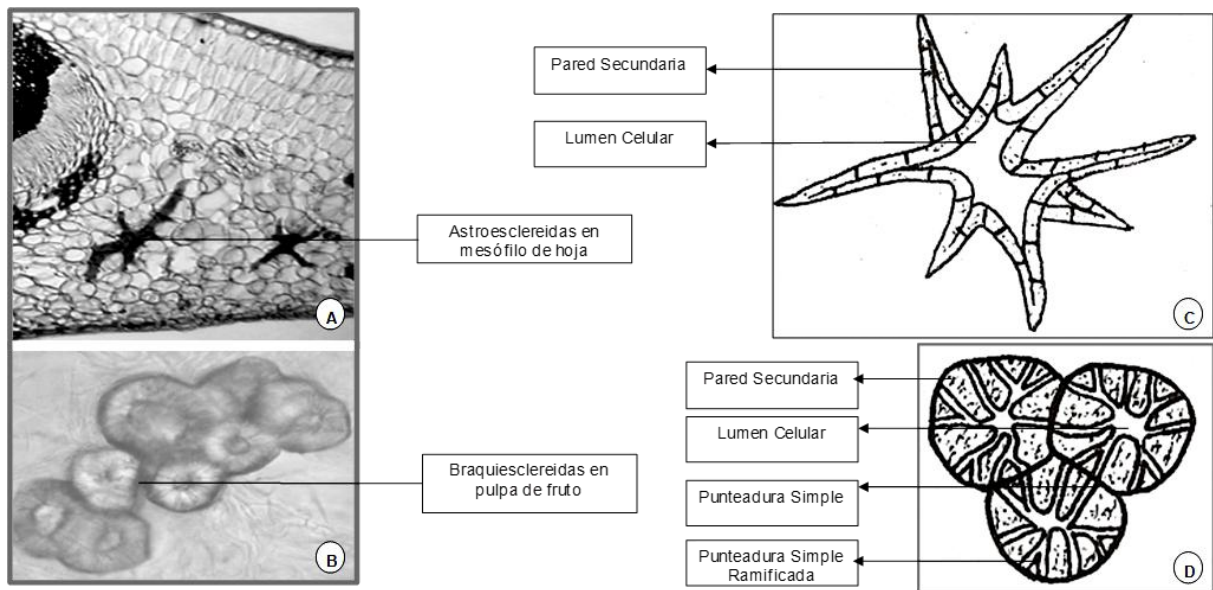 Pared Secundaria
Lumen Celular
Astroesclereidas en
mesófilo de hoja
A
C
Pared Secundaria
Lumen Celular
Braquiesclereidas en
pulpa de fruto
Punteadura Simple
Punteadura Simple
Ramificada
B
D